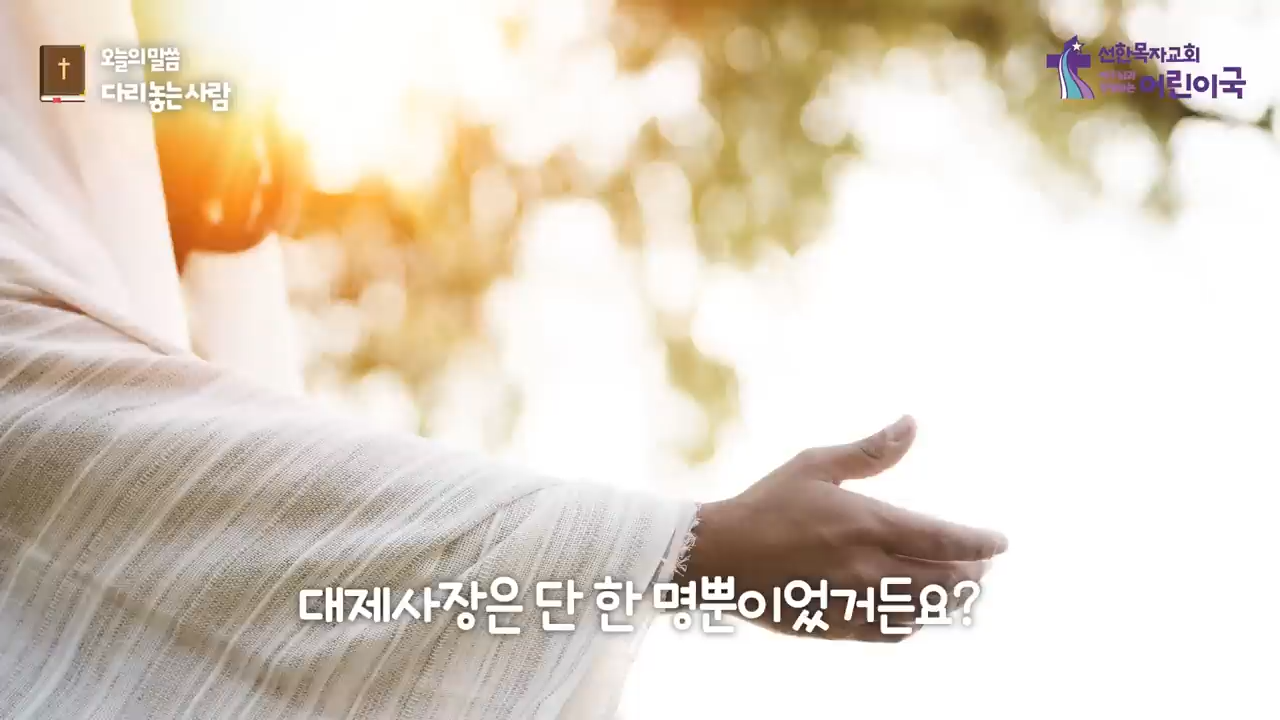 오늘의 말씀
다리 놓는 사람
선한목자교회
어린이국
대제사장은 단 한 명뿐이었거든요?